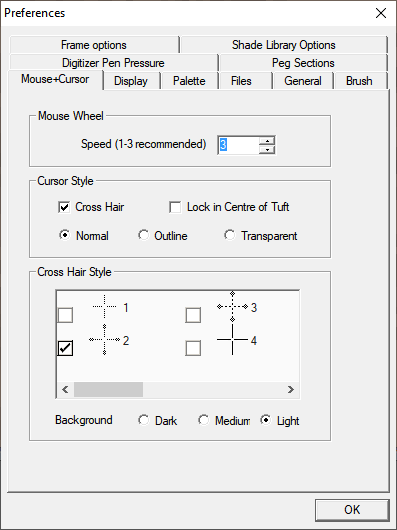 Preferences
Frame options Shade Library Options
Digitizer Pen Pressure Peg Sections
Mouse+Cursor Display Palette Files General Brush
Mouse Wheel
Speed (1-3 recommended) 3
Cursor Style
Cross Hair Lock in Centre of Tuft
Normal Outline Transparent
Cross Hair Style
1 3
2 4
Background Dark Medium Light
OK